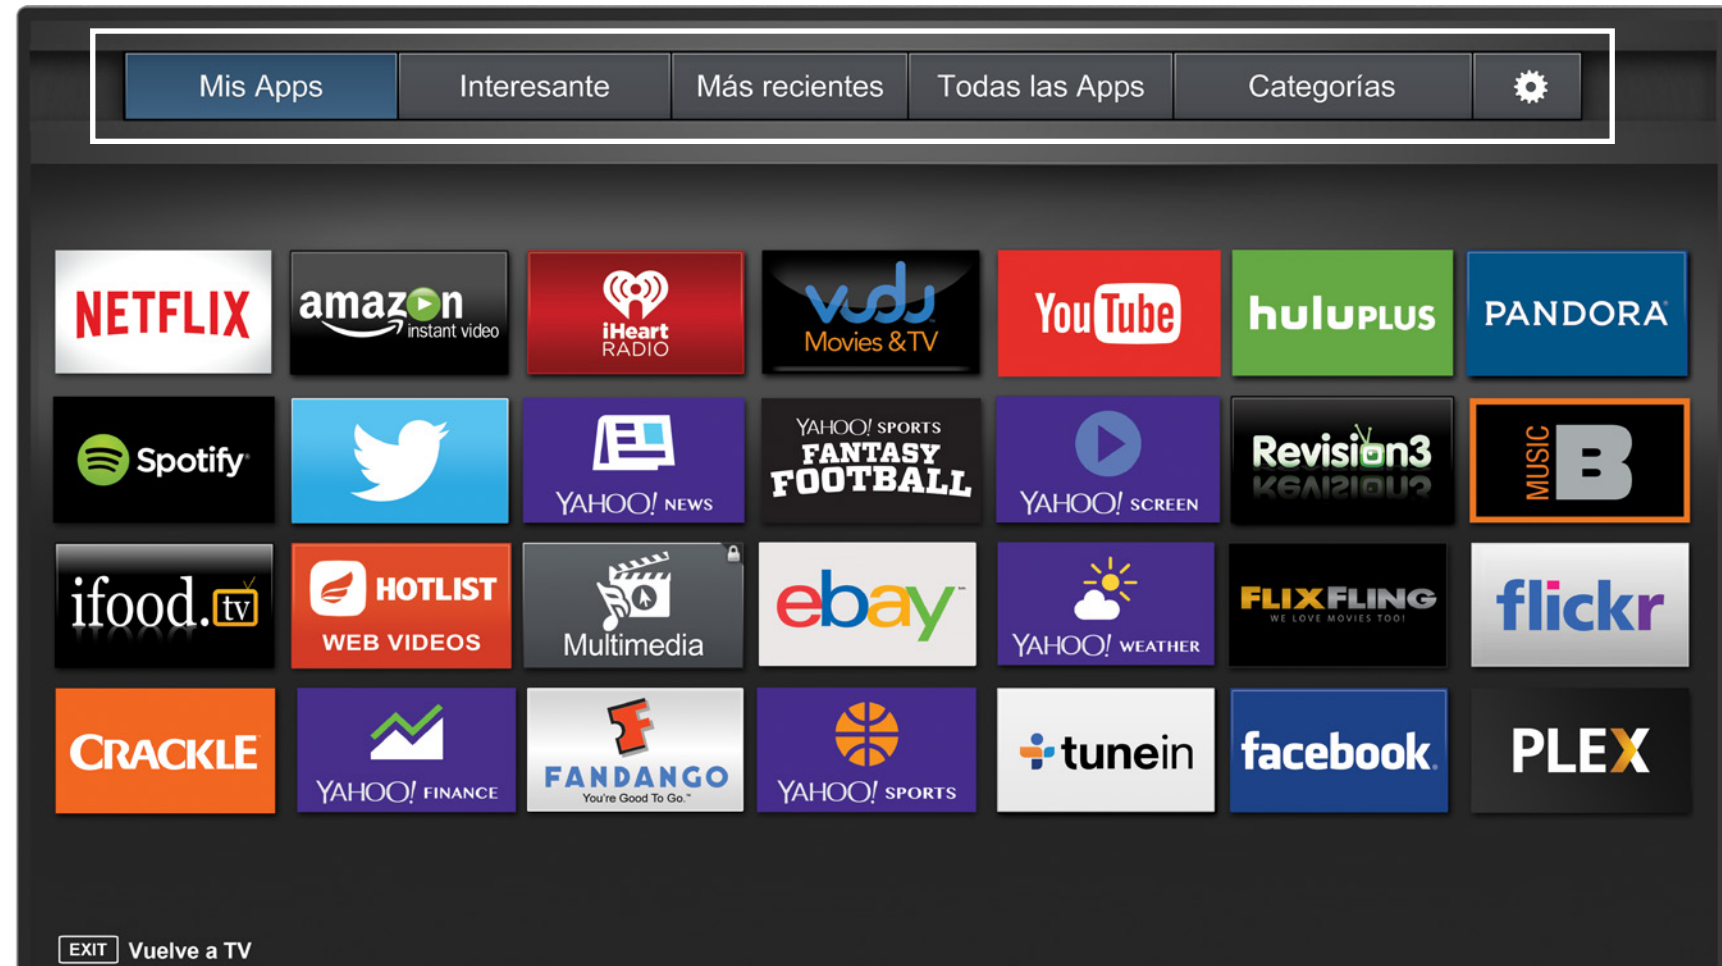 Mis Apps Interesante Más recientes Todas las Apps Categorías
NETFLIX
amazon
instant video
iHeart
RADIO
vudu
Movies & TV
YouTube
huluPLUS
PANDORA
Spotify
YAHOO! NEWS
YAHOO! SPORTS
FANTASY
FOOTBALL
YAHOO! SCREEN
Revision3
MUSIC B
ifood.tv
HOTLIST
WEB VIDEOS
Multimedia
ebay
YAHOO! WEATHER
FLIXFLING
WE LOVE MOVIES TOO!
flickr
CRACKLE
YAHOO! FINANCE
FANDANGO
You're Good To Go.™
YAHOO! SPORTS
tunein
facebook
PLEX
EXIT Vuelve a TV